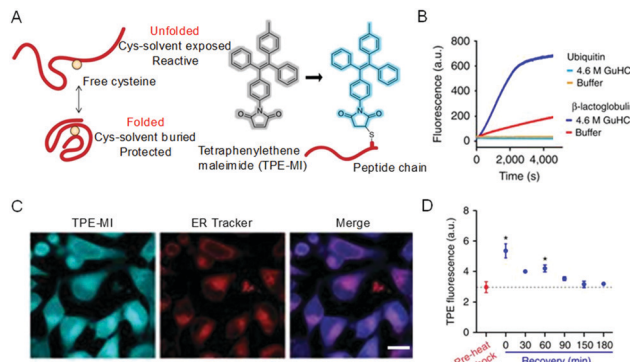 A
Unfolded
Cys-solvent exposed
Reactive
Free cysteine
Folded
Cys-solvent buried
Protected
N
O
O
Tetraphenylethene
maleimide (TPE-MI)
N
O
O
S
Peptide chain
B
Fluorescence (a.u.)
800
600
400
200
0
0
2,000
4,000
Time (s)
Ubiquitin
4.6 M GuHC
Buffer
β-lactoglobuli
4.6 M GuHC
Buffer
C
TPE-MI
ER Tracker
Merge
D
TPE fluorescence (a.u.)
8
6
4
2
0
*
*
Pre-heat
0
30
60
90
150
180
Recovery (min)